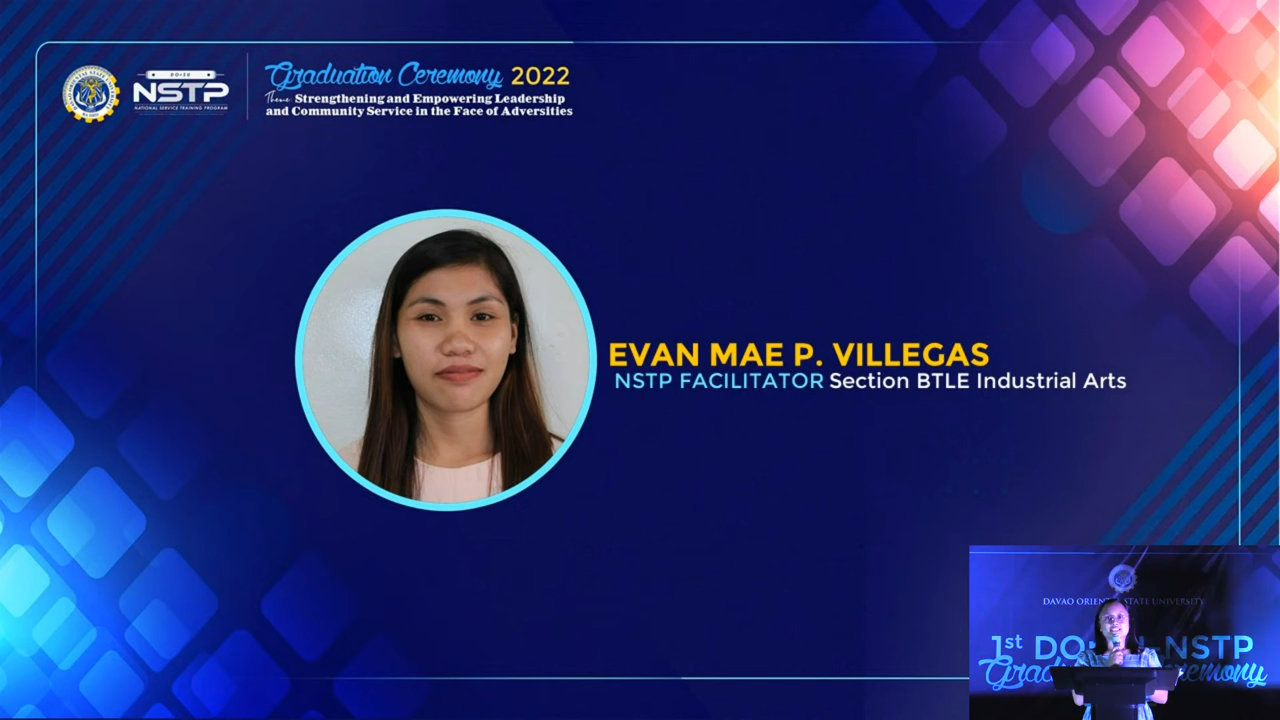 NSTP
NATIONAL SERVICE TRAINING PROGRAM
Graduation Ceremony 2022
Theme: Strengthening and Empowering Leadership
and Community Service in the Face of Adversities
EVAN MAE P. VILLEGAS
NSTP FACILITATOR Section BTLE Industrial Arts
DAVAO ORIENTAL STATE UNIVERSITY
1st NSTP
Ceremony